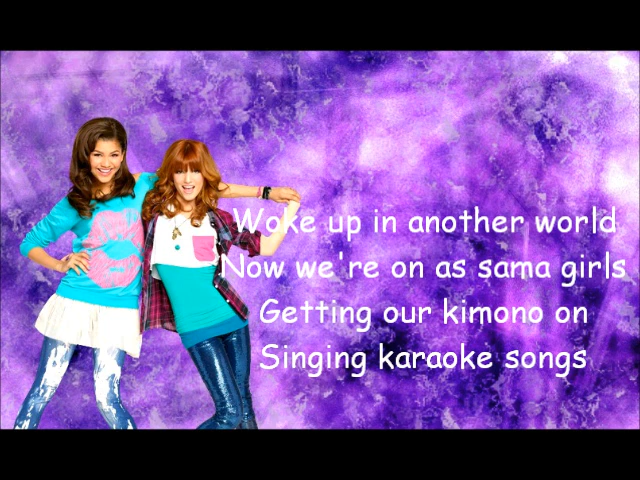 Woke up in another world
Now we're on as sama girls
Getting our kimono on
Singing karaoke songs